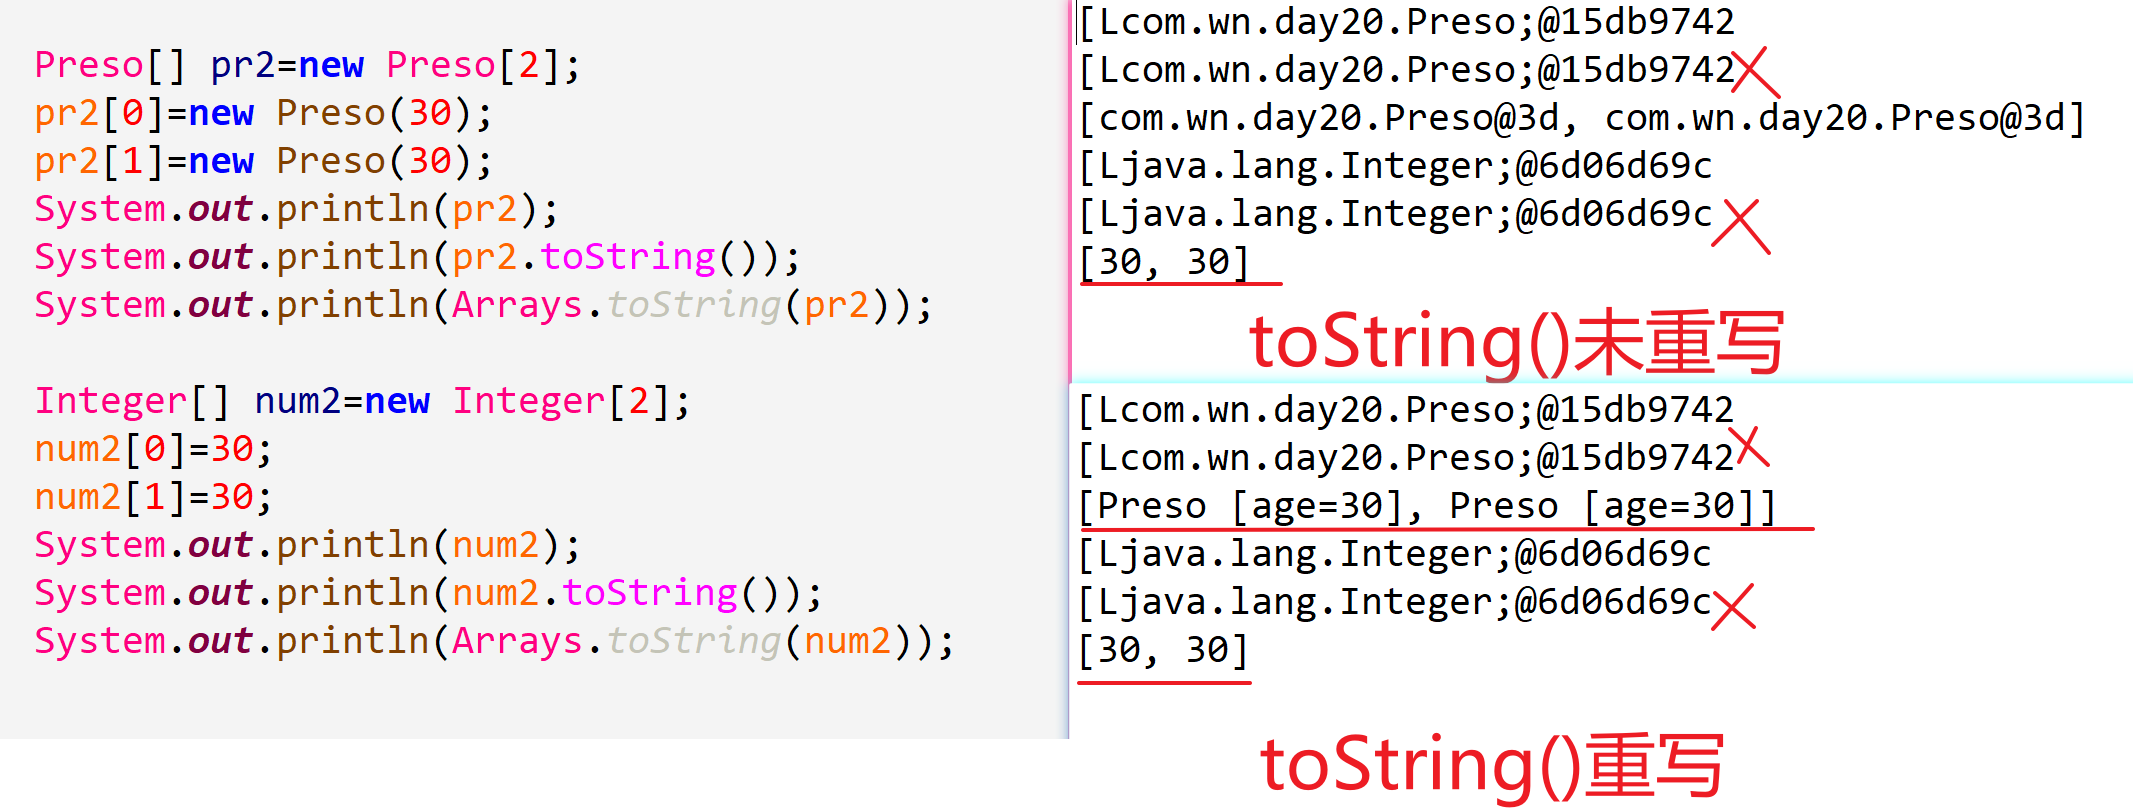 Preso[] pr2=new Preso[2];
pr2[0]=new Preso(30);
pr2[1]=new Preso(30);
System.out.println(pr2);
System.out.println(pr2.toString());
System.out.println(Arrays.toString(pr2));
Integer[] num2=new Integer[2];
num2[0]=30;
num2[1]=30;
System.out.println(num2);
System.out.println(num2.toString());
System.out.println(Arrays.toString(num2));
[Lcom.wn.day20.Preso;@15db9742
[Lcom.wn.day20.Preso;@15db9742
[com.wn.day20.Preso@3d, com.wn.day20.Preso@3d]
[Ljava.lang.Integer;@6d06d69c
[Ljava.lang.Integer;@6d06d69c
[30, 30]
toString()未重写
[Lcom.wn.day20.Preso;@15db9742
[Lcom.wn.day20.Preso;@15db9742
[Preso [age=30], Preso [age=30]]
[Ljava.lang.Integer;@6d06d69c
[Ljava.lang.Integer;@6d06d69c
[30, 30]
toString()重写